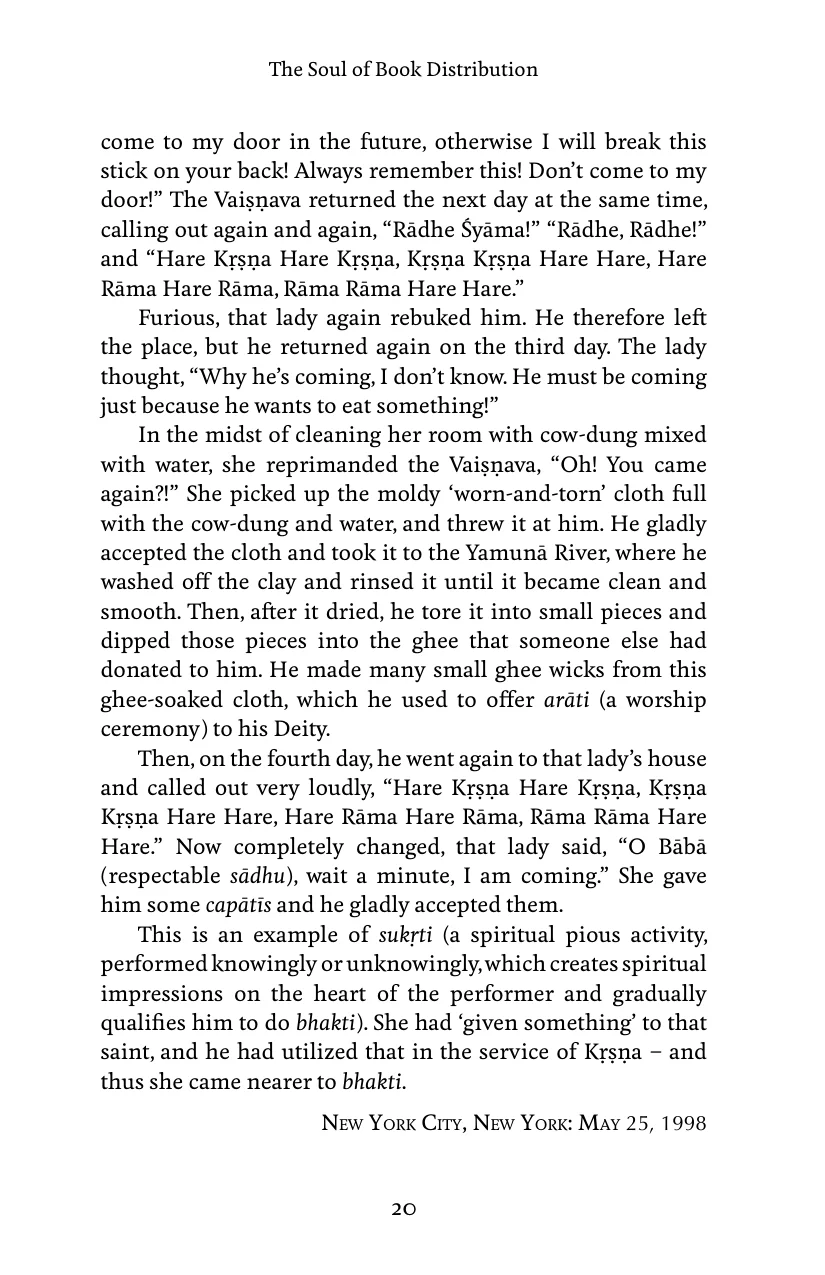 The Soul of Book Distribution
come to my door in the future, otherwise I will break this
stick on your back! Always remember this! Don’t come to my
door!” The Vaiṣṇava returned the next day at the same time,
calling out again and again, “Rādhe Śyāma!” “Rādhe, Rādhe!”
and “Hare Kṛṣṇa Hare Kṛṣṇa, Kṛṣṇa Kṛṣṇa Hare Hare, Hare
Rāma Hare Rāma, Rāma Rāma Hare Hare.”
Furious, that lady again rebuked him. He therefore left
the place, but he returned again on the third day. The lady
thought, “Why he’s coming, I don’t know. He must be coming
just because he wants to eat something!”
In the midst of cleaning her room with cow-dung mixed
with water, she reprimanded the Vaiṣṇava, “Oh! You came
again?!” She picked up the moldy ‘worn-and-torn’ cloth full
with the cow-dung and water, and threw it at him. He gladly
accepted the cloth and took it to the Yamunā River, where he
washed off the clay and rinsed it until it became clean and
smooth. Then, after it dried, he tore it into small pieces and
dipped those pieces into the ghee that someone else had
donated to him. He made many small ghee wicks from this
ghee-soaked cloth, which he used to offer arāti (a worship
ceremony) to his Deity.
Then, on the fourth day, he went again to that lady’s house
and called out very loudly, “Hare Kṛṣṇa Hare Kṛṣṇa, Kṛṣṇa
Kṛṣṇa Hare Hare, Hare Rāma Hare Rāma, Rāma Rāma Hare
Hare.” Now completely changed, that lady said, “O Bābā
(respectable sādhu), wait a minute, I am coming.” She gave
him some capātīs and he gladly accepted them.
This is an example of sukṛti (a spiritual pious activity,
performed knowingly or unknowingly, which creates spiritual
impressions on the heart of the performer and gradually
qualifies him to do bhakti). She had ‘given something’ to that
saint, and he had utilized that in the service of Kṛṣṇa – and
thus she came nearer to bhakti.
New York City, New York: May 25, 1998
20